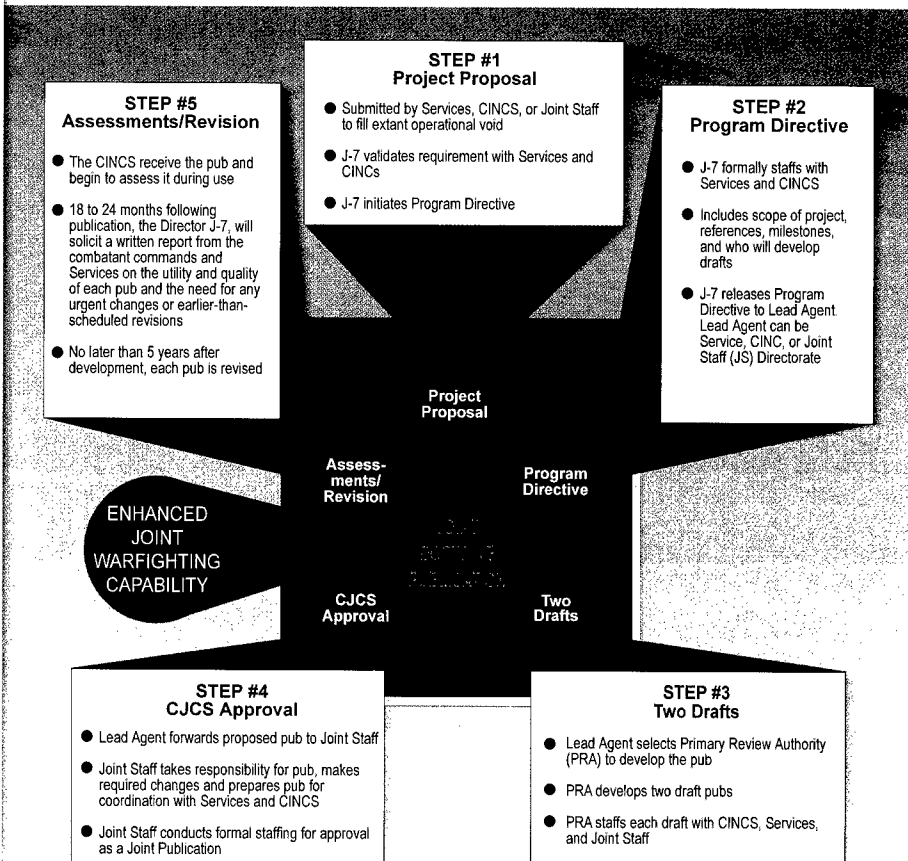 STEP #1
Project Proposal
● Submitted by Services, CINCS, or Joint Staff
to fill extant operational void
● J-7 validates requirement with Services and
CINCs
● J-7 initiates Program Directive
STEP #2
Program Directive
● J-7 formally staffs with
Services and CINCS
● Includes scope of project,
references, milestones,
and who will develop
drafts
● J-7 releases Program
Directive to Lead Agent.
Lead Agent can be
Service, CINC, or Joint
Staff (JS) Directorate
STEP #3
Two Drafts
● Lead Agent selects Primary Review Authority
(PRA) to develop the pub
● PRA develops two draft pubs
● PRA staffs each draft with CINCS, Services,
and Joint Staff
STEP #4
CJCS Approval
● Lead Agent forwards proposed pub to Joint Staff
● Joint Staff takes responsibility for pub, makes
required changes and prepares pub for
coordination with Services and CINCS
● Joint Staff conducts formal staffing for approval
as a Joint Publication
STEP #5
Assessments/Revision
● The CINCS receive the pub and
begin to assess it during use
● 18 to 24 months following
publication, the Director J-7, will
solicit a written report from the
combatant commands and
Services on the utility and quality
of each pub and the need for any
urgent changes or earlier-than-
scheduled revisions
● No later than 5 years after
development, each pub is revised
Project
Proposal
Assess-
ments/
Revision
Program
Directive
CJCS
Approval
Two
Drafts
ENHANCED
JOINT
WARFIGHTING
CAPABILITY